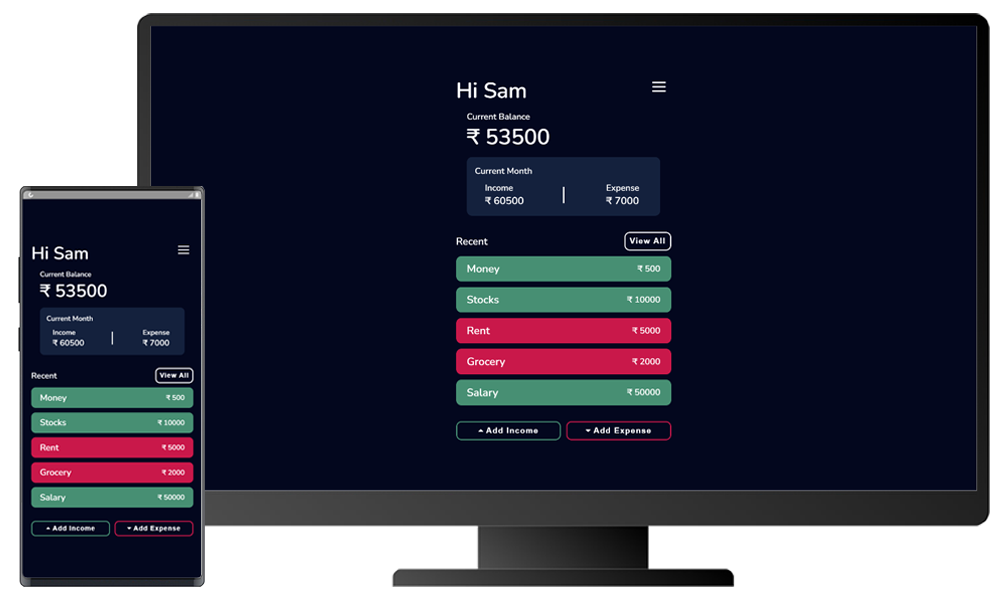 Hi Sam
Current Balance
₹ 53500
Current Month
Income Expense
₹ 60500 ₹ 7000
Recent View All
Money ₹ 500
Stocks ₹ 10000
Rent ₹ 5000
Grocery ₹ 2000
Salary ₹ 50000
Add Income Add Expense
Hi Sam
Current Balance
₹ 53500
Current Month
Income Expense
₹ 60500 ₹ 7000
Recent View All
Money ₹ 500
Stocks ₹ 10000
Rent ₹ 5000
Grocery ₹ 2000
Salary ₹ 50000
Add Income Add Expense